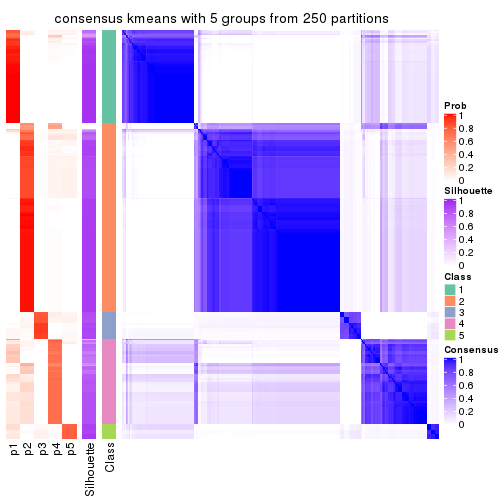 consensus kmeans with 5 groups from 250 partitions
Prob
1
0.8
0.6
0.4
0.2
0
Silhouette
1
0.8
0.6
0.4
0.2
0
Class
1
2
3
4
5
Consensus
1
0.8
0.6
0.4
0.2
0
p1
p2
p3
p4
p5
Silhouette
Class